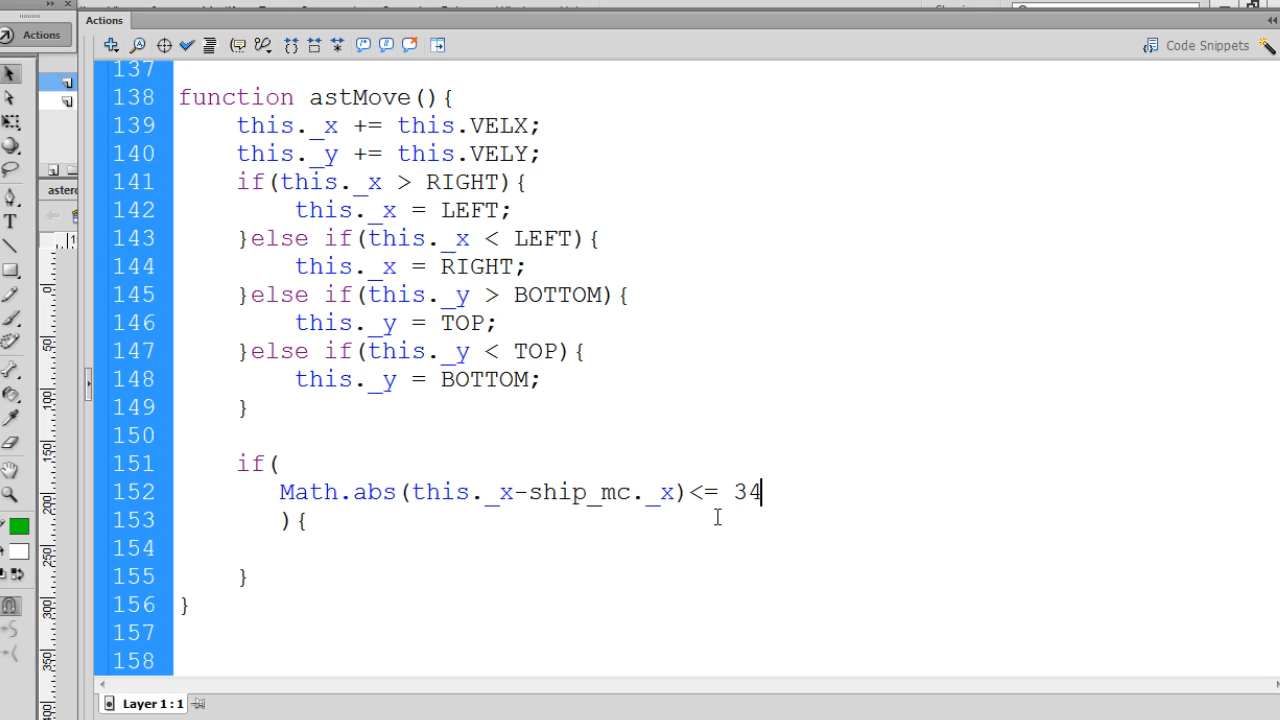 Actions
Actions
Code Snippets
137
138 function astMove(){
139 this._x += this.VELX;
140 this._y += this.VELY;
141 if(this._x > RIGHT){
142 this._x = LEFT;
143 }else if(this._x < LEFT){
144 this._x = RIGHT;
145 }else if(this._y > BOTTOM){
146 this._y = TOP;
147 }else if(this._y < TOP){
148 this._y = BOTTOM;
149 }
150
151 if(
152 Math.abs(this._x-ship_mc._x)<= 34
153 ){
154
155 }
156 }
157
158
Layer 1 : 1